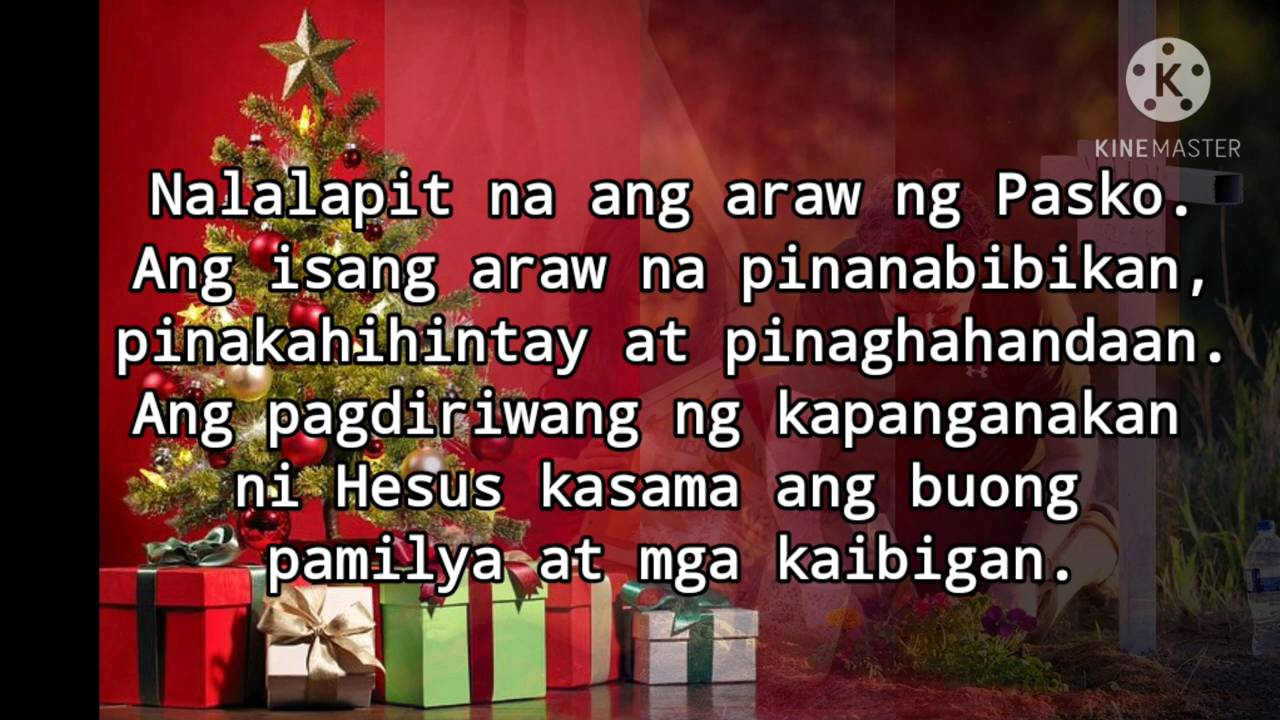 KINEMASTER
Nalalapit na ang araw ng Pasko.
Ang isang araw na pinanabibikan,
pinakahihintay at pinaghahandaan.
Ang pagdiriwang ng kapanganakan
ni Hesus kasama ang buong
pamilya at mga kaibigan.